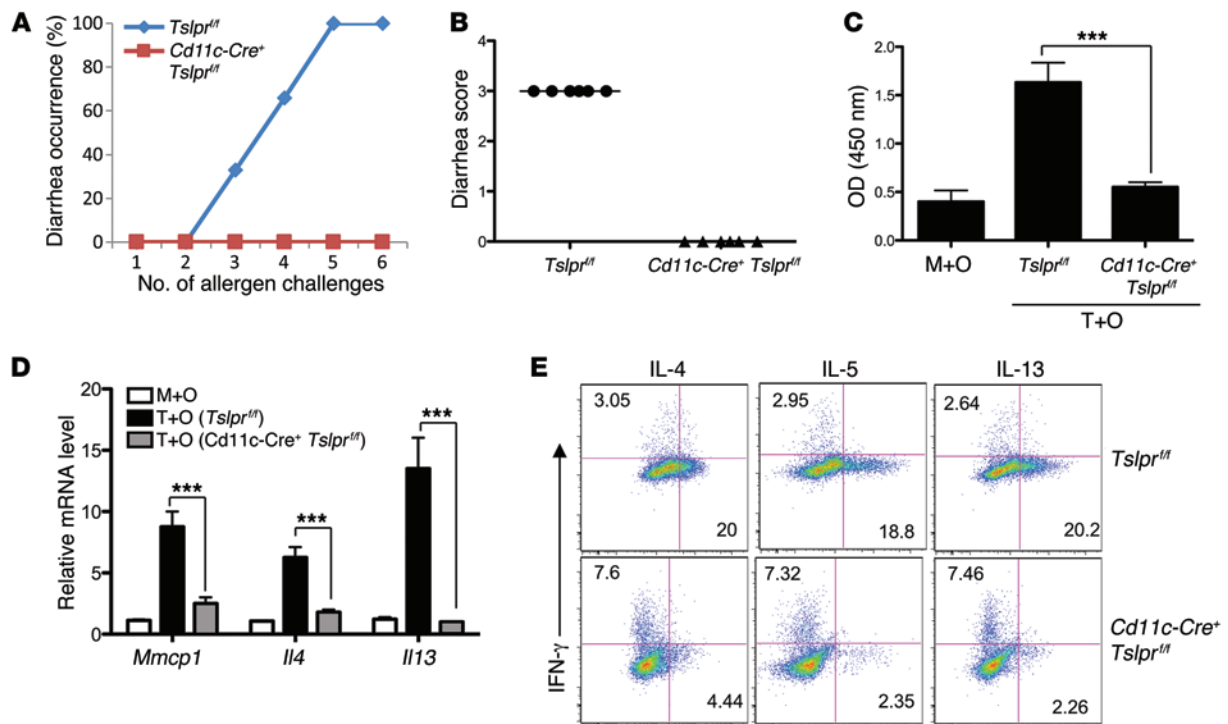 A
Diarrhea occurrence (%)
100
80
60
40
20
0
Tslpr^f/f
Cd11c-Cre+
Tslpr^f/f
1 2 3 4 5 6
No. of allergen challenges
B
Diarrhea score
4
3
2
1
0
Tslpr^f/f Cd11c-Cre+ Tslpr^f/f
C
OD (450 nm)
2.0
1.5
1.0
0.5
0.0
***
M+O Tslpr^f/f Cd11c-Cre+
Tslpr^f/f
T+O
D
Relative mRNA level
20
15
10
5
0
M+O
T+O (Tslpr^f/f)
T+O (Cd11c-Cre+ Tslpr^f/f)
***
***
***
Mmcp1 Il4 Il13
E
IL-4 IL-5 IL-13
3.05 2.95 2.64
20 18.8 20.2
Tslpr^f/f
7.6 7.32 7.46
4.44 2.35 2.26
Cd11c-Cre+
Tslpr^f/f
IFN-γ